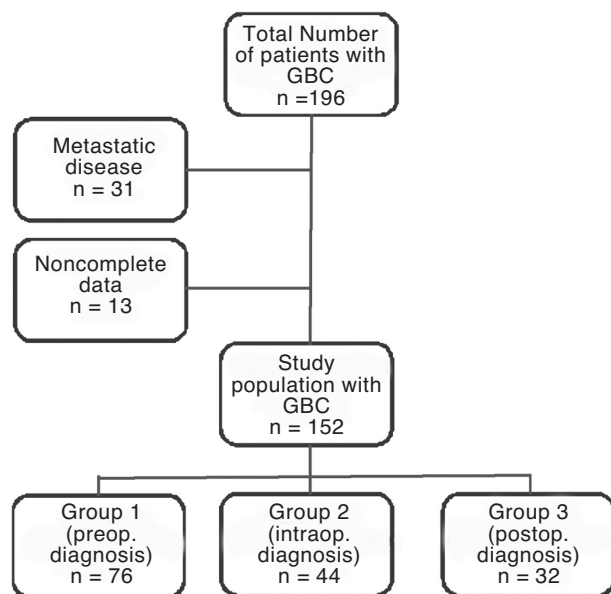 Total Number
of patients with
GBC
n =196
Metastatic
disease
n = 31
Noncomplete
data
n = 13
Study
population with
GBC
n = 152
Group 1
(preop.
diagnosis)
n = 76
Group 2
(intraop.
diagnosis)
n = 44
Group 3
(postop.
diagnosis)
n = 32